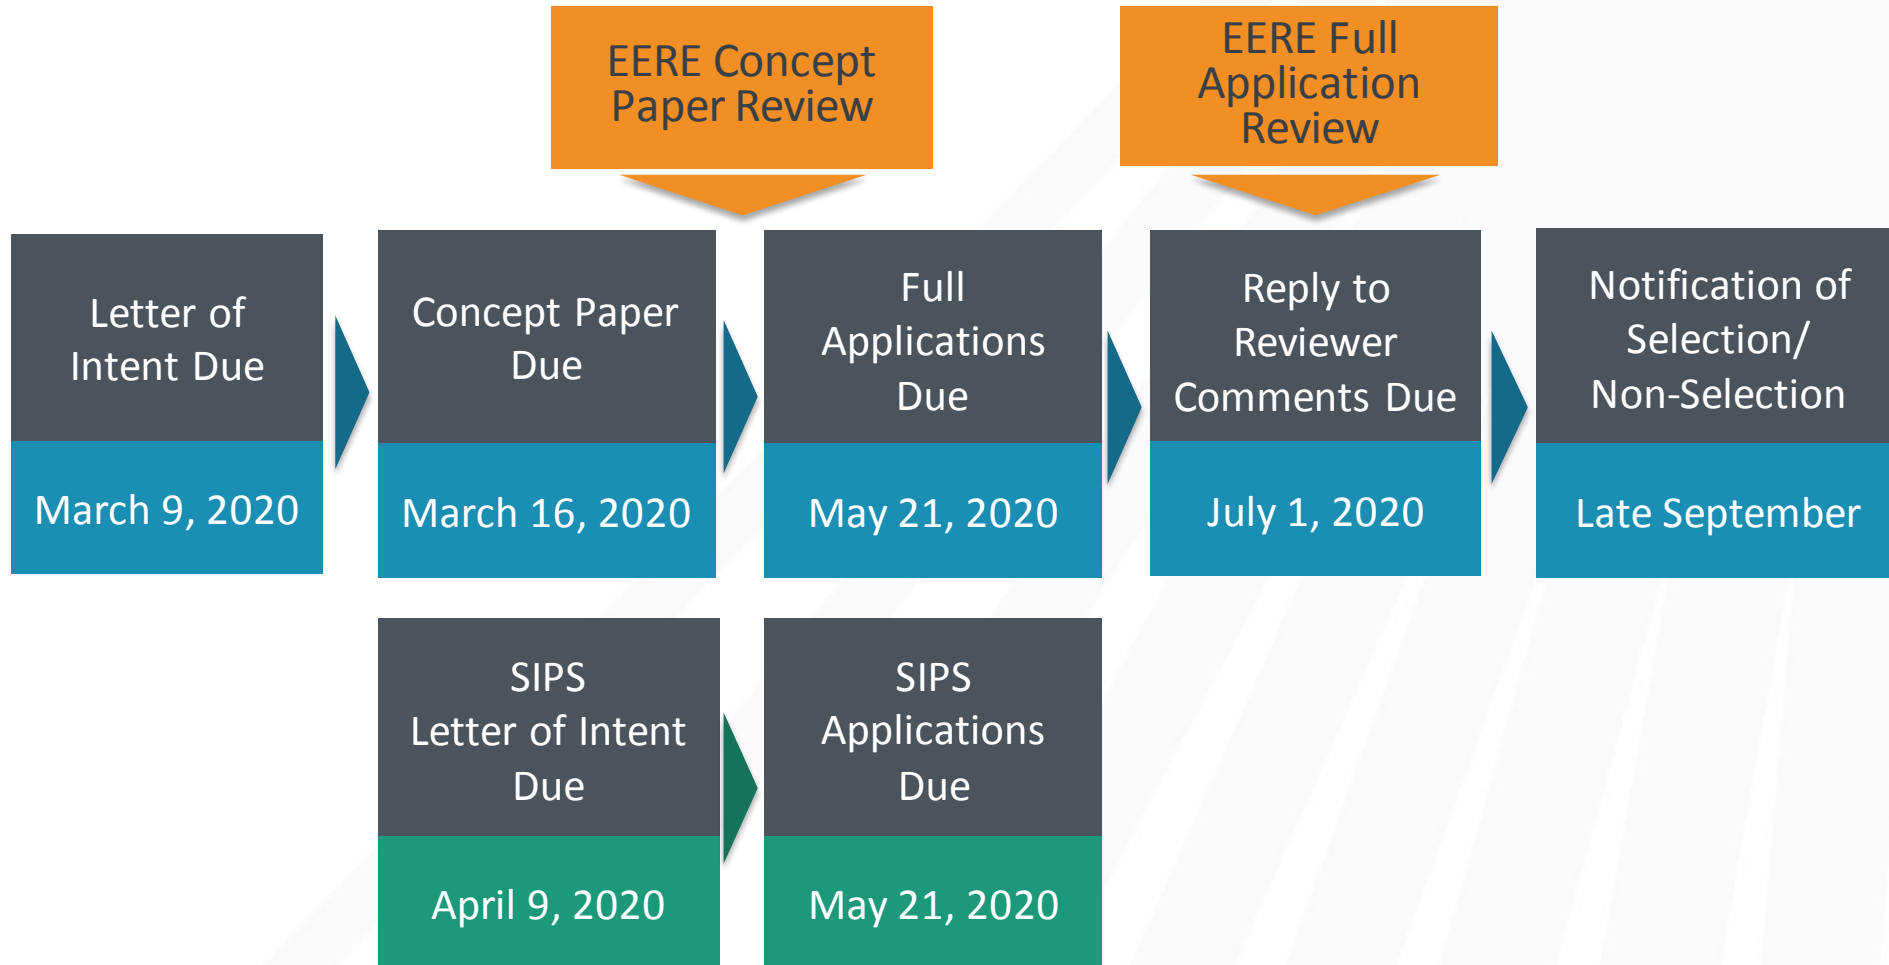 EERE Concept
Paper Review
EERE Full
Application
Review
Letter of
Intent Due
March 9, 2020
Concept Paper
Due
March 16, 2020
Full
Applications
Due
May 21, 2020
Reply to
Reviewer
Comments Due
July 1, 2020
Notification of
Selection/
Non-Selection
Late September
SIPS
Letter of Intent
Due
April 9, 2020
SIPS
Applications
Due
May 21, 2020